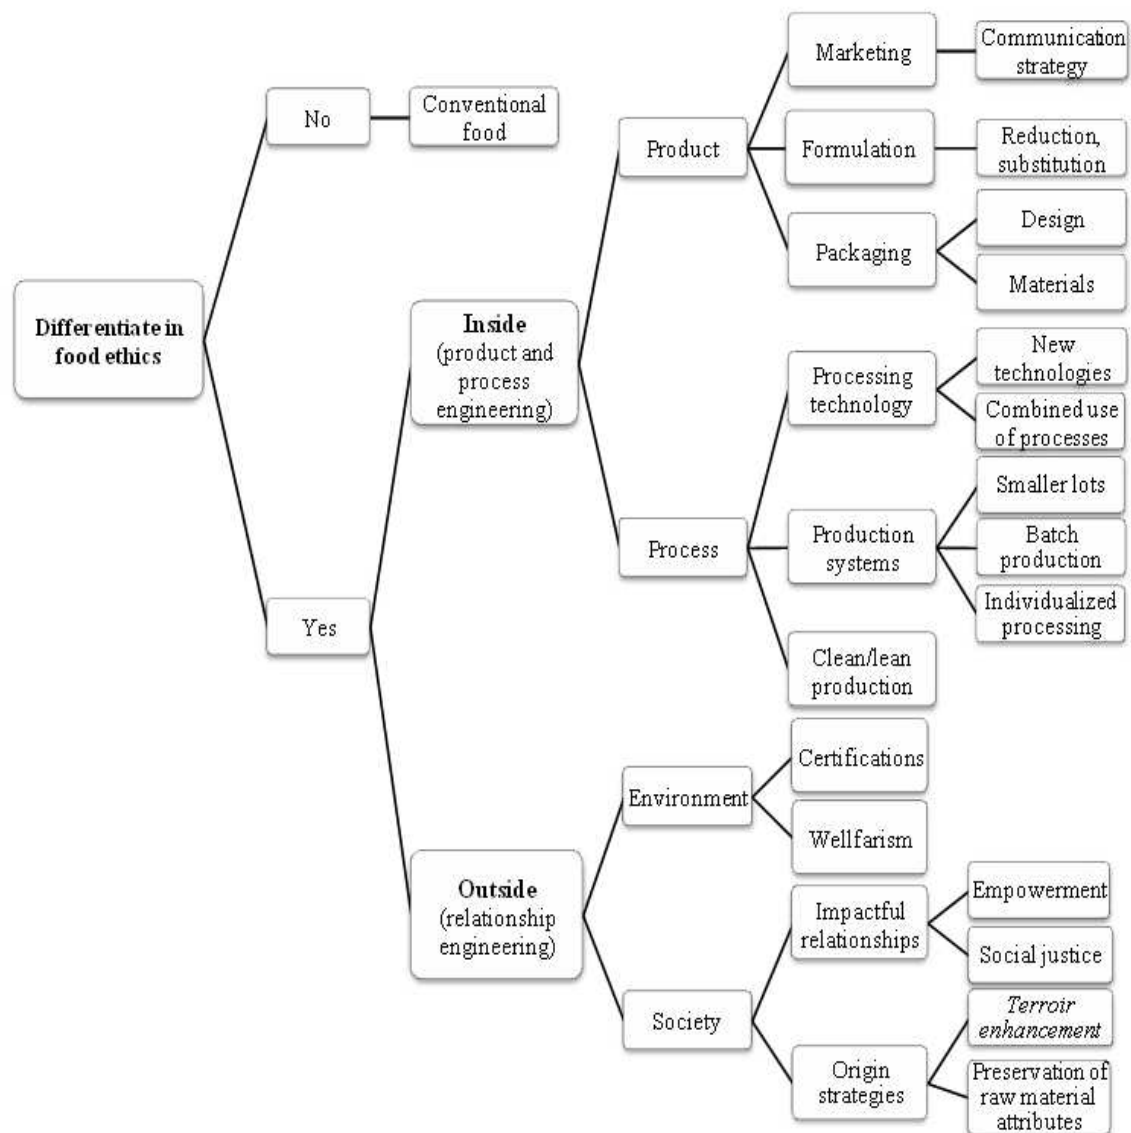 Differentiate in
food ethics
No
Conventional
food
Yes
Inside
(product and
process
engineering)
Product
Marketing
Communication
strategy
Formulation
Reduction,
substitution
Packaging
Design
Materials
Process
Processing
technology
New
technologies
Combined use
of processes
Production
systems
Smaller lots
Batch
production
Individualized
processing
Clean/lean
production
Outside
(relationship
engineering)
Environment
Certifications
Wellfarism
Society
Impactful
relationships
Empowerment
Social justice
Origin
strategies
Terroir
enhancement
Preservation of
raw material
attributes